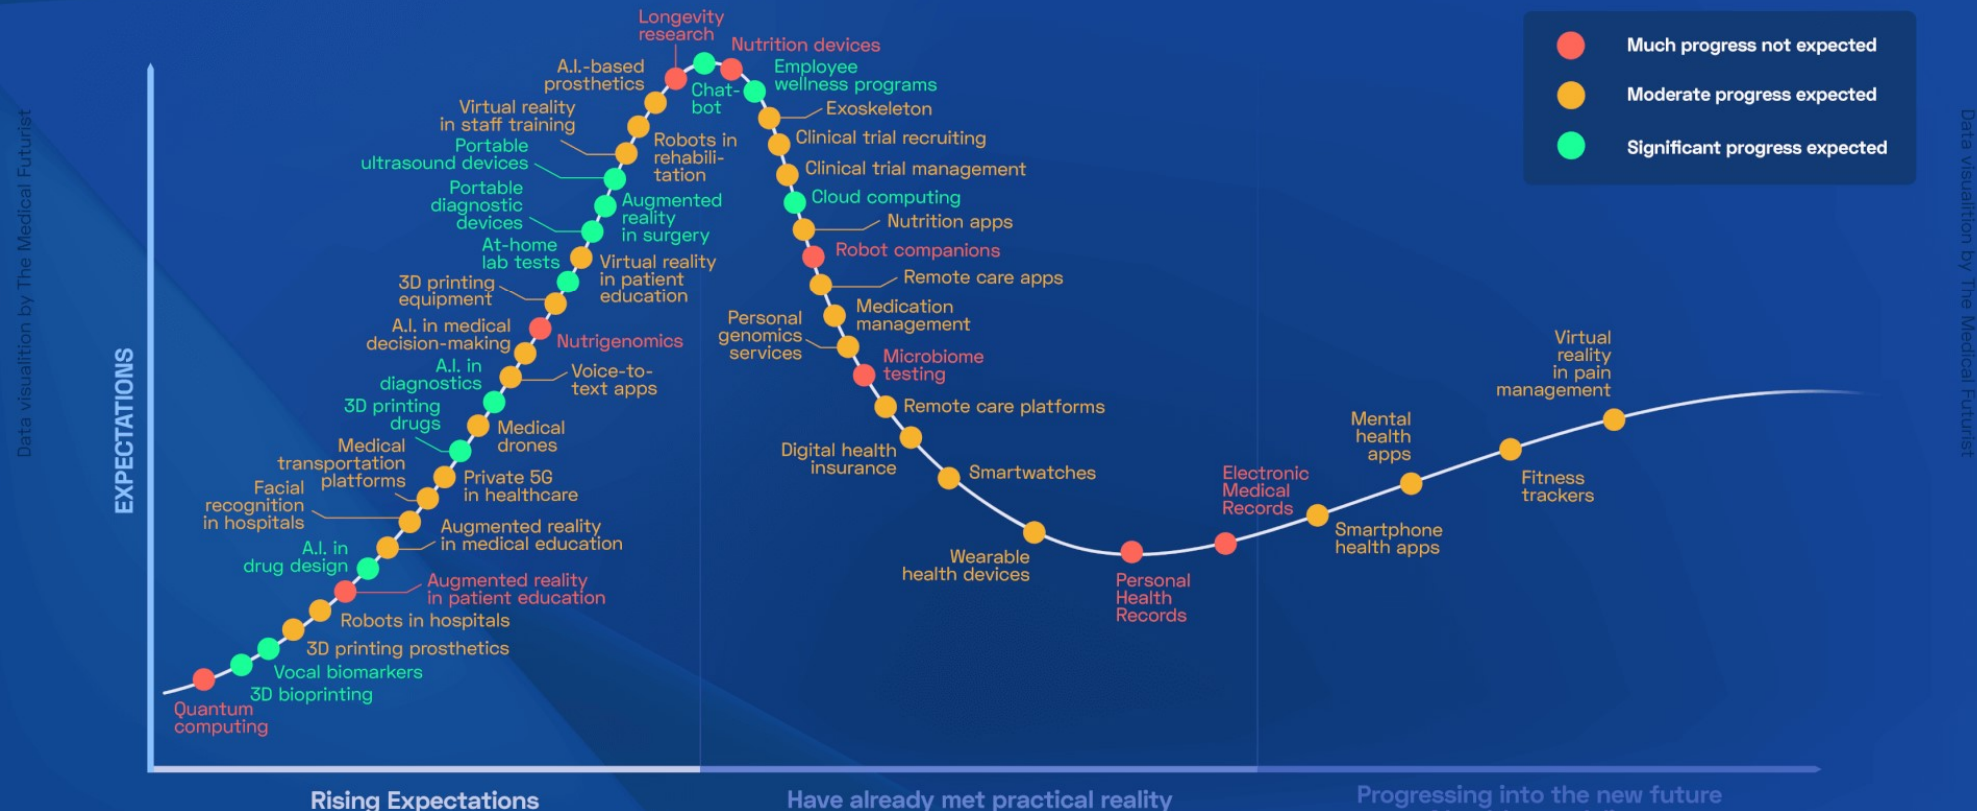 Longevity
research
Nutrition devices
A.I.-based
prosthetics
Employee
wellness programs
Chat-
bot
Virtual reality
in staff training
Exoskeleton
Robots in
rehabili-
tation
Clinical trial recruiting
Portable
ultrasound devices
Clinical trial management
Portable
diagnostic
devices
Augmented
reality
in surgery
Cloud computing
Nutrition apps
At-home
lab tests
Virtual reality
in patient
education
Robot companions
3D printing
equipment
Remote care apps
A.I. in medical
decision-making
Nutrigenomics
Medication
management
Personal
genomics
services
A.I. in
diagnostics
Voice-to-
text apps
Microbiome
testing
3D printing
drugs
Medical
drones
Remote care platforms
Medical
transportation
platforms
Private 5G
in healthcare
Digital health
insurance
Smartwatches
Facial
recognition
in hospitals
Augmented reality
in medical education
A.I. in
drug design
Augmented reality
in patient education
Wearable
health devices
Personal
Health
Records
Electronic
Medical
Records
Smartphone
health apps
Mental
health
apps
Fitness
trackers
Virtual
reality
in pain
management
Robots in hospitals
3D printing prosthetics
Vocal biomarkers
3D bioprinting
Quantum
computing
Much progress not expected
Moderate progress expected
Significant progress expected
EXPECTATIONS
Rising Expectations
Have already met practical reality
Progressing into the new future
Data visualition by The Medical Futurist
Data visualition by The Medical Futurist